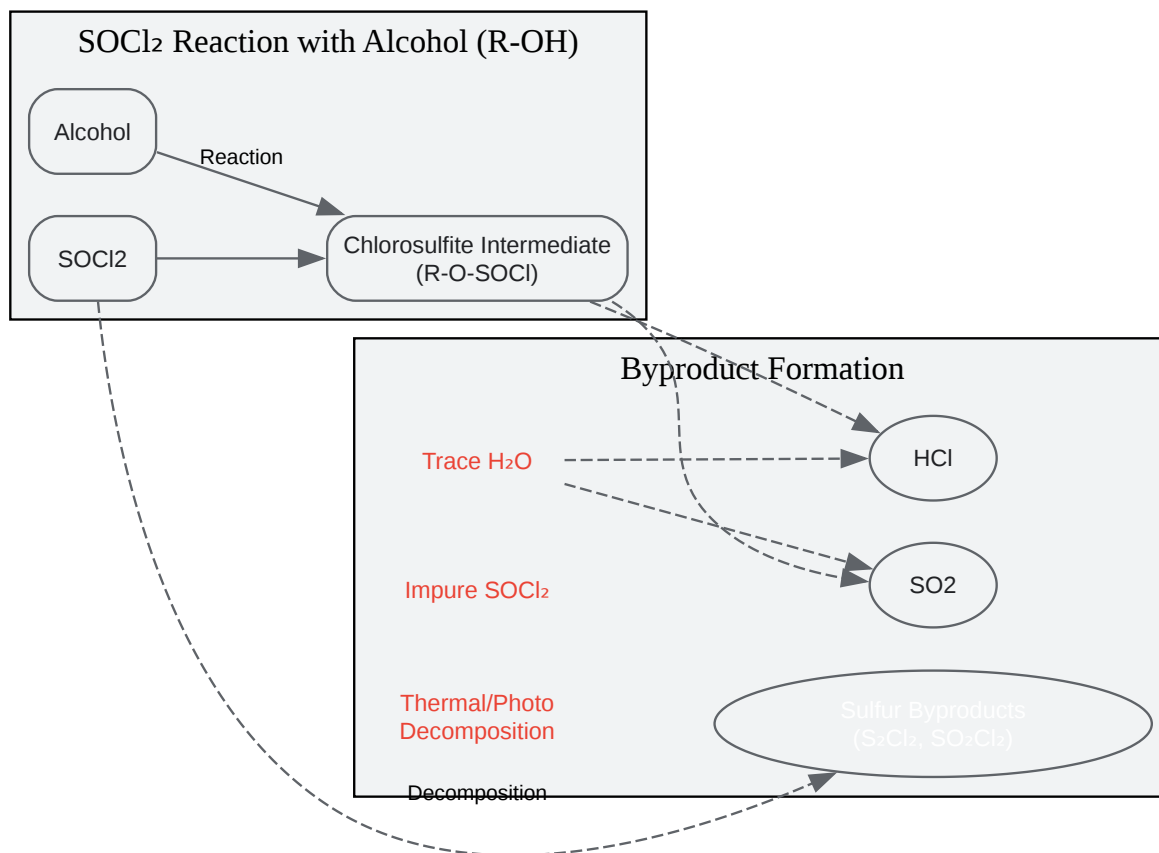 SOCl₂ Reaction with Alcohol (R-OH)
Alcohol
Reaction
SOCl2
Chlorosulfite Intermediate
(R-O-SOCl)
Byproduct Formation
Trace H₂O
HCl
Impure SOCl₂
SO2
Thermal/Photo
Decomposition
Sulfur Byproducts
(S₂Cl₂, SO₂Cl₂)
Decomposition